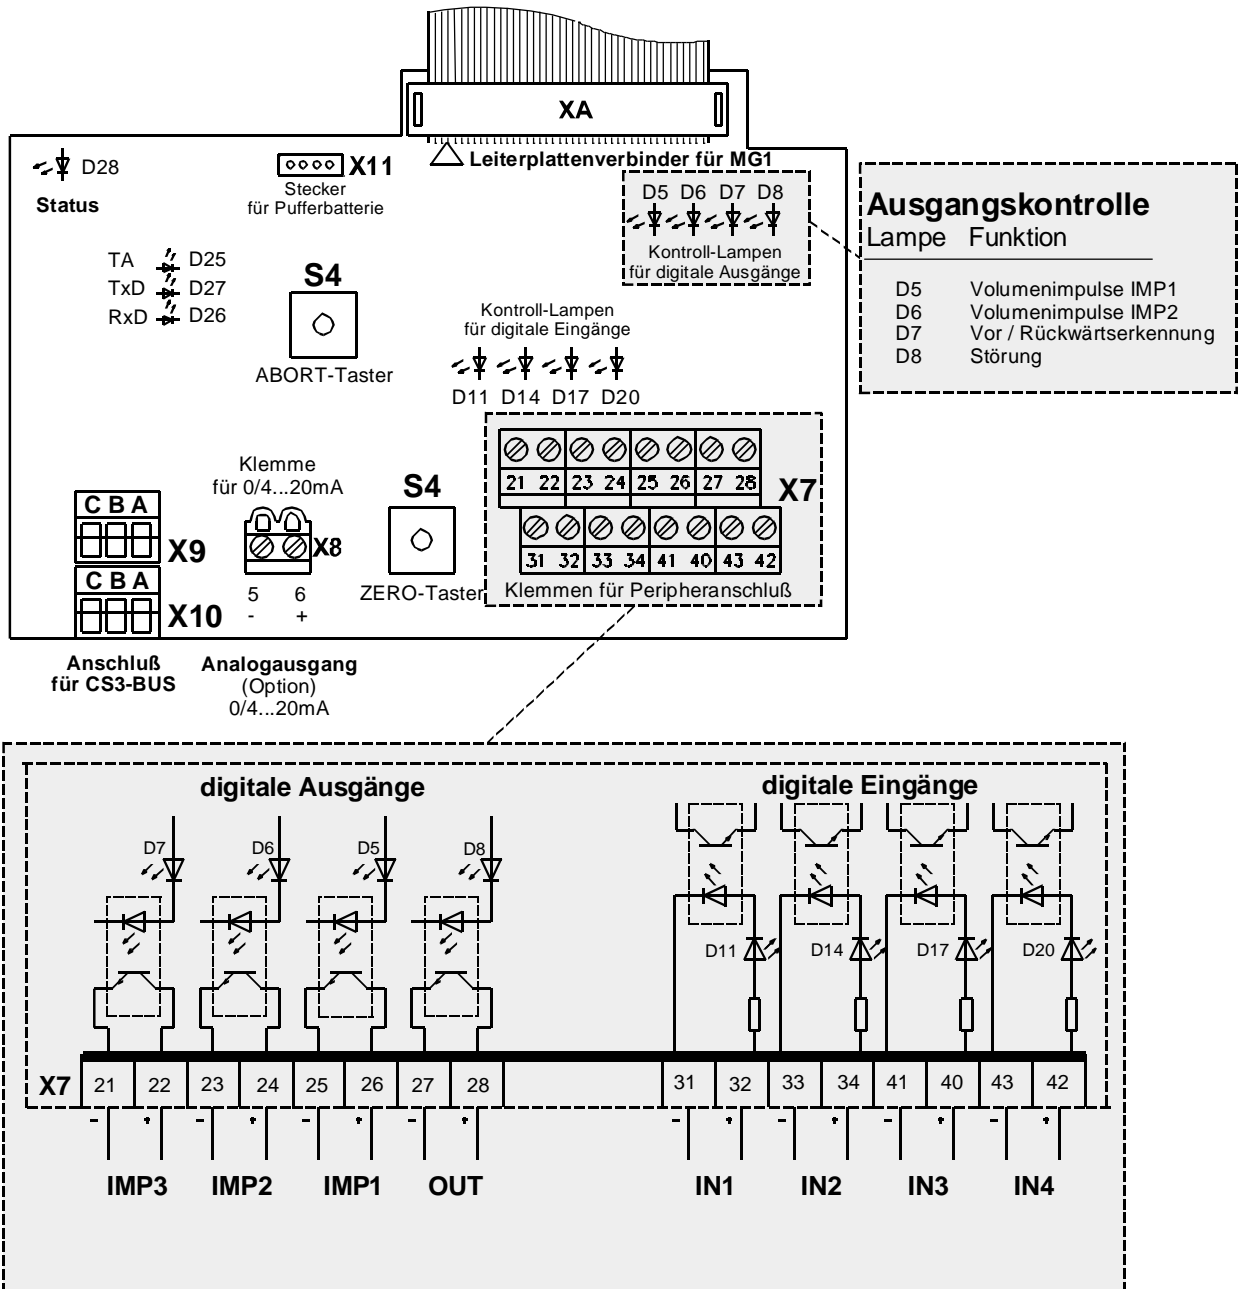 XA
D28
Status
X11
Stecker
für Pufferbatterie
Leiterplattenverbinder für MG1
D5 D6 D7 D8
Kontroll-Lampen
für digitale Ausgänge
Ausgangskontrolle
Lampe Funktion
D5 Volumenimpulse IMP1
D6 Volumenimpulse IMP2
D7 Vor / Rückwärtserkennung
D8 Störung
TA D25
TxD D27
RxD D26
S4
ABORT-Taster
Kontroll-Lampen
für digitale Eingänge
D11 D14 D17 D20
Klemme
für 0/4...20mA
S4
21 22 23 24 25 26 27 28
X7
31 32 33 34 41 40 43 42
Klemmen für Peripheranschluß
C B A
X9
C B A
X10
X8
5 6
- +
ZERO-Taster
Anschluß
für CS3-BUS
Analogausgang
(Option)
0/4...20mA
digitale Ausgänge
digitale Eingänge
D7 D6 D5 D8
D11 D14 D17 D20
X7 21 22 23 24 25 26 27 28 31 32 33 34 41 40 43 42
- + - + - + - + - + - + - + - +
IMP3 IMP2 IMP1 OUT IN1 IN2 IN3 IN4